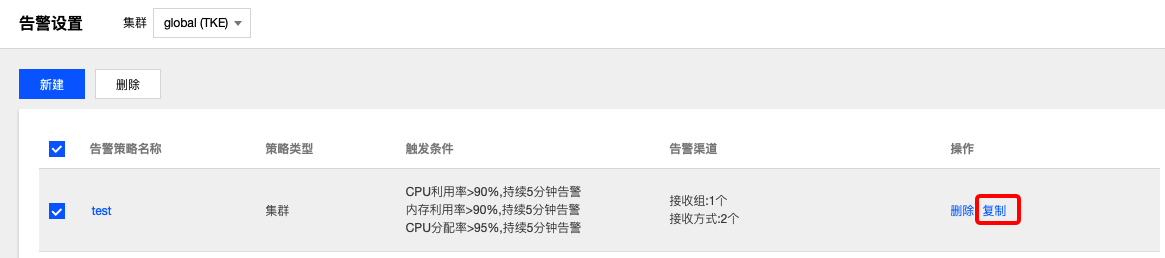 告警设置 集群 global (TKE)
新建 删除
告警策略名称 策略类型 触发条件 告警渠道 操作
test 集群 CPU利用率>90%,持续5分钟告警
内存利用率>90%,持续5分钟告警
CPU分配率>95%,持续5分钟告警
接收组:1个
接收方式:2个
删除 复制